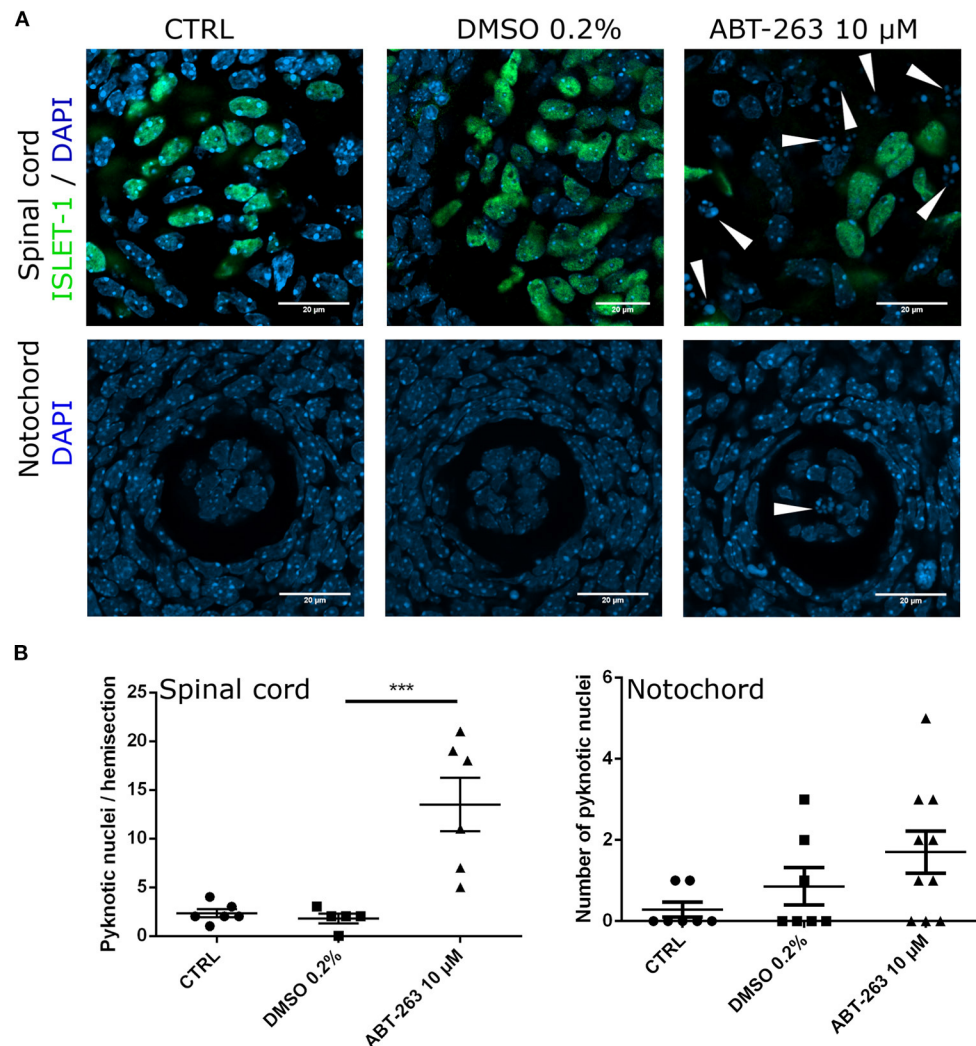 A
CTRL
DMSO 0.2%
ABT-263 10 µM
Spinal cord
ISLET-1 / DAPI
20 µm
20 µm
20 µm
Notochord
DAPI
20 µm
20 µm
20 µm
B
Spinal cord
***
Pyknotic nuclei / hemisection
25
20
15
10
5
0
CTRL
DMSO 0.2%
ABT-263 10 µM
Notochord
Number of pyknotic nuclei
6
4
2
0
CTRL
DMSO 0.2%
ABT-263 10 µM